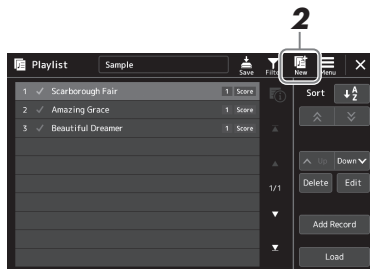 2
Playlist Sample Save Filter New Menu
1 Scarborough Fair 1 Score
2 Amazing Grace 1 Score
3 Beautiful Dreamer 1 Score
Sort A Z
Up Down
1/1
Delete Edit
Add Record
Load